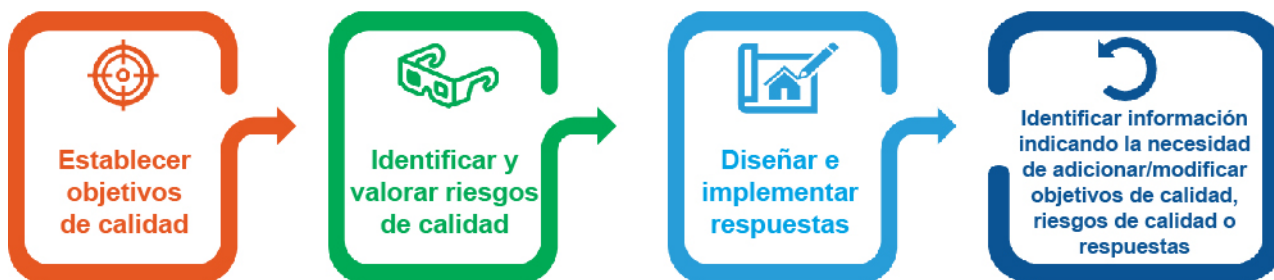 Establecer
objetivos
de calidad
Identificar y
valorar riesgos
de calidad
Diseñar e
implementar
respuestas
Identificar información
indicando la necesidad
de adicionar/modificar
objetivos de calidad,
riesgos de calidad o
respuestas